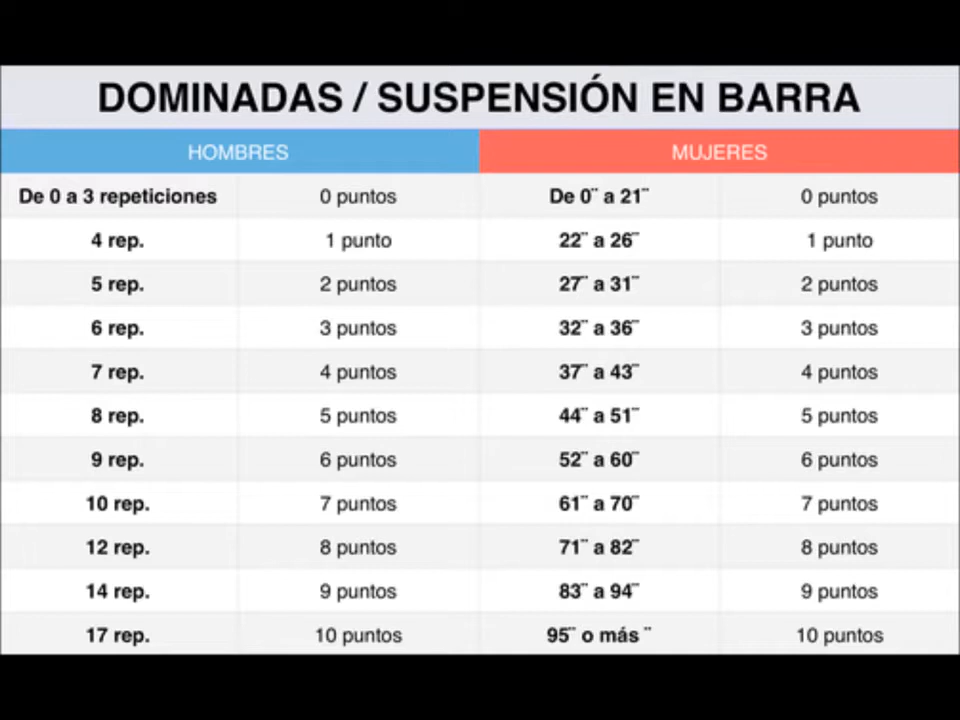 DOMINADAS / SUSPENSIÓN EN BARRA
HOMBRES MUJERES
De 0 a 3 repeticiones 0 puntos De 0¨ a 21¨ 0 puntos
4 rep. 1 punto 22¨ a 26¨ 1 punto
5 rep. 2 puntos 27¨ a 31¨ 2 puntos
6 rep. 3 puntos 32¨ a 36¨ 3 puntos
7 rep. 4 puntos 37¨ a 43¨ 4 puntos
8 rep. 5 puntos 44¨ a 51¨ 5 puntos
9 rep. 6 puntos 52¨ a 60¨ 6 puntos
10 rep. 7 puntos 61¨ a 70¨ 7 puntos
12 rep. 8 puntos 71¨ a 82¨ 8 puntos
14 rep. 9 puntos 83¨ a 94¨ 9 puntos
17 rep. 10 puntos 95¨ o más ¨ 10 puntos